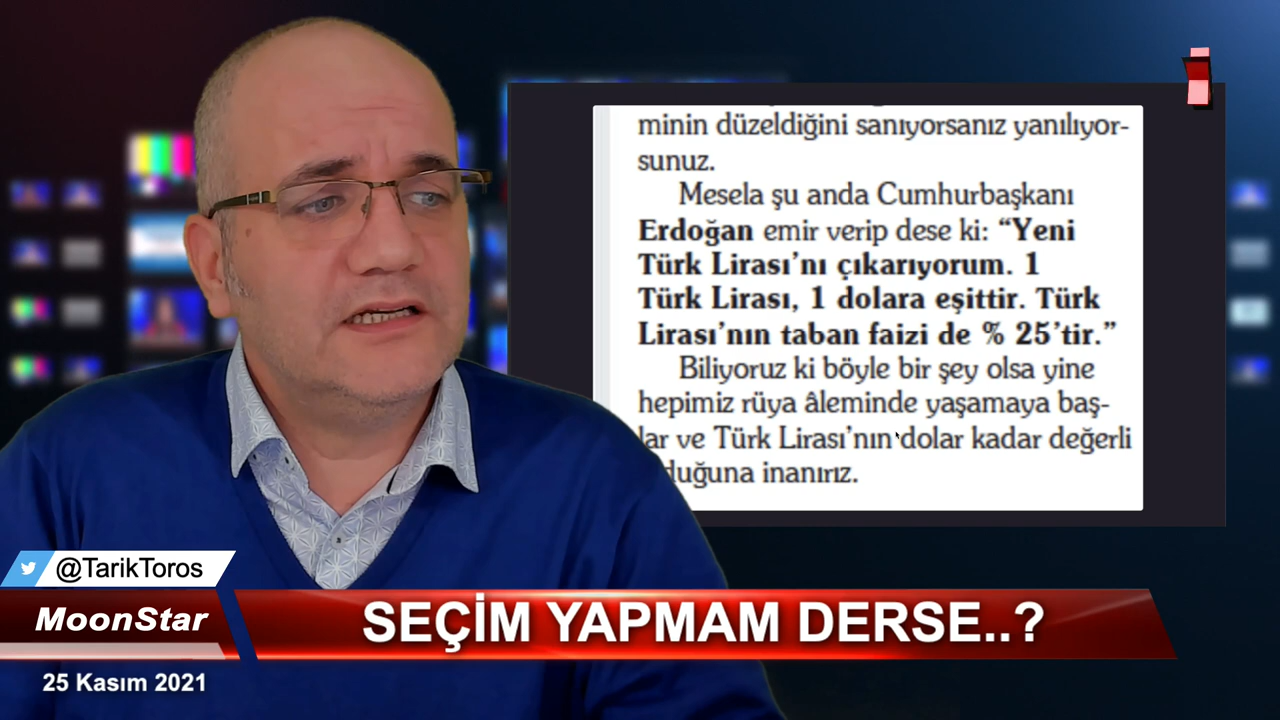 minin düzeldiğini sanıyorsanız yanılıyor-
sunuz.
Mesela şu anda Cumhurbaşkanı
Erdoğan emir verip dese ki: “Yeni
Türk Lirası’nı çıkarıyorum. 1
Türk Lirası, 1 dolara eşittir. Türk
Lirası’nın taban faizi de % 25’tir.”
Biliyoruz ki böyle bir şey olsa yine
hepimiz rüya âleminde yaşamaya baş-
lar ve Türk Lirası’nın dolar kadar değerli
inanırız.
@TarikToros
MoonStar
SEÇİM YAPMAM DERSE..?
25 Kasım 2021